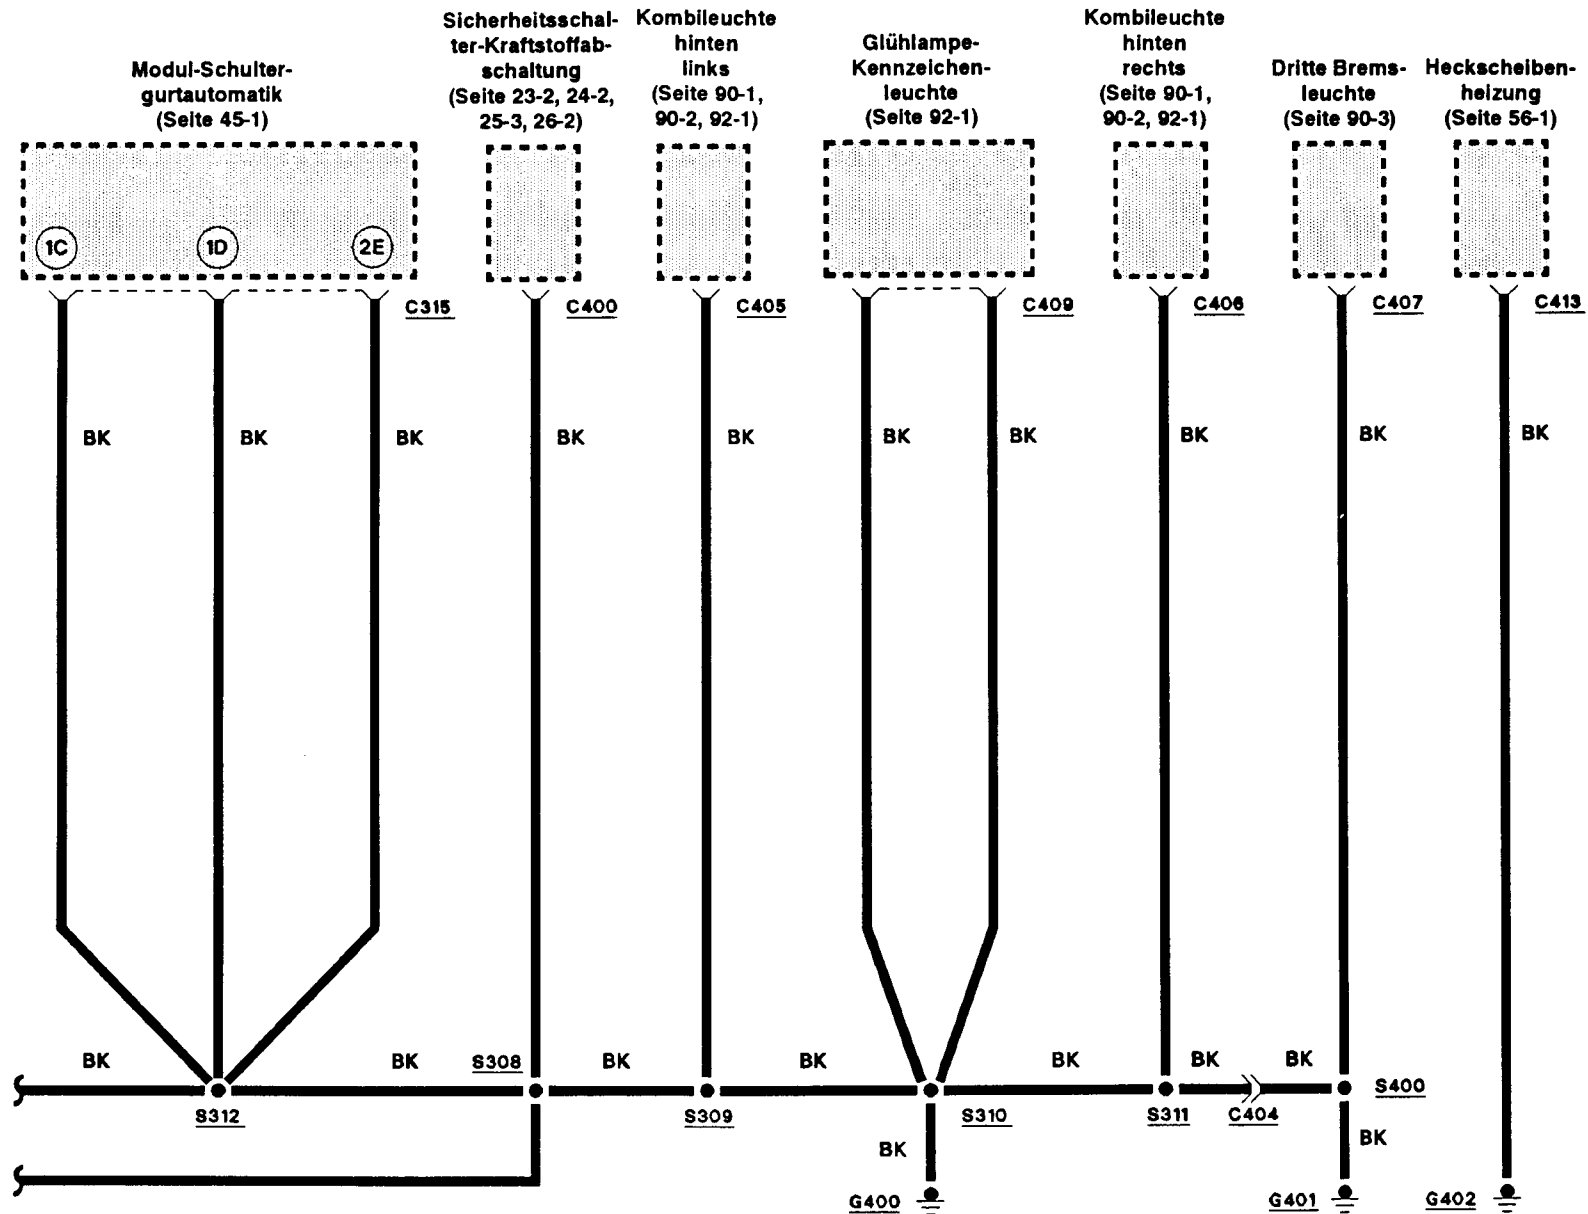 Modul-Schulter-
gurtautomatik
(Seite 45-1)
Sicherheitsschal-
ter-Kraftstoffab-
schaltung
(Seite 23-2, 24-2,
25-3, 26-2)
Kombileuchte
hinten
links
(Seite 90-1,
90-2, 92-1)
Glühlampe-
Kennzeichen-
leuchte
(Seite 92-1)
Kombileuchte
hinten
rechts
(Seite 90-1,
90-2, 92-1)
Dritte Brems-
leuchte
(Seite 90-3)
Heckscheiben-
heizung
(Seite 56-1)
1C 1D 2E
C315 C400 C405 C409 C406 C407 C413
BK BK BK BK BK BK BK BK BK BK
BK BK S308 BK BK BK BK BK
S312 S309 S310 S311 C404 S400
BK BK
G400 G401 G402